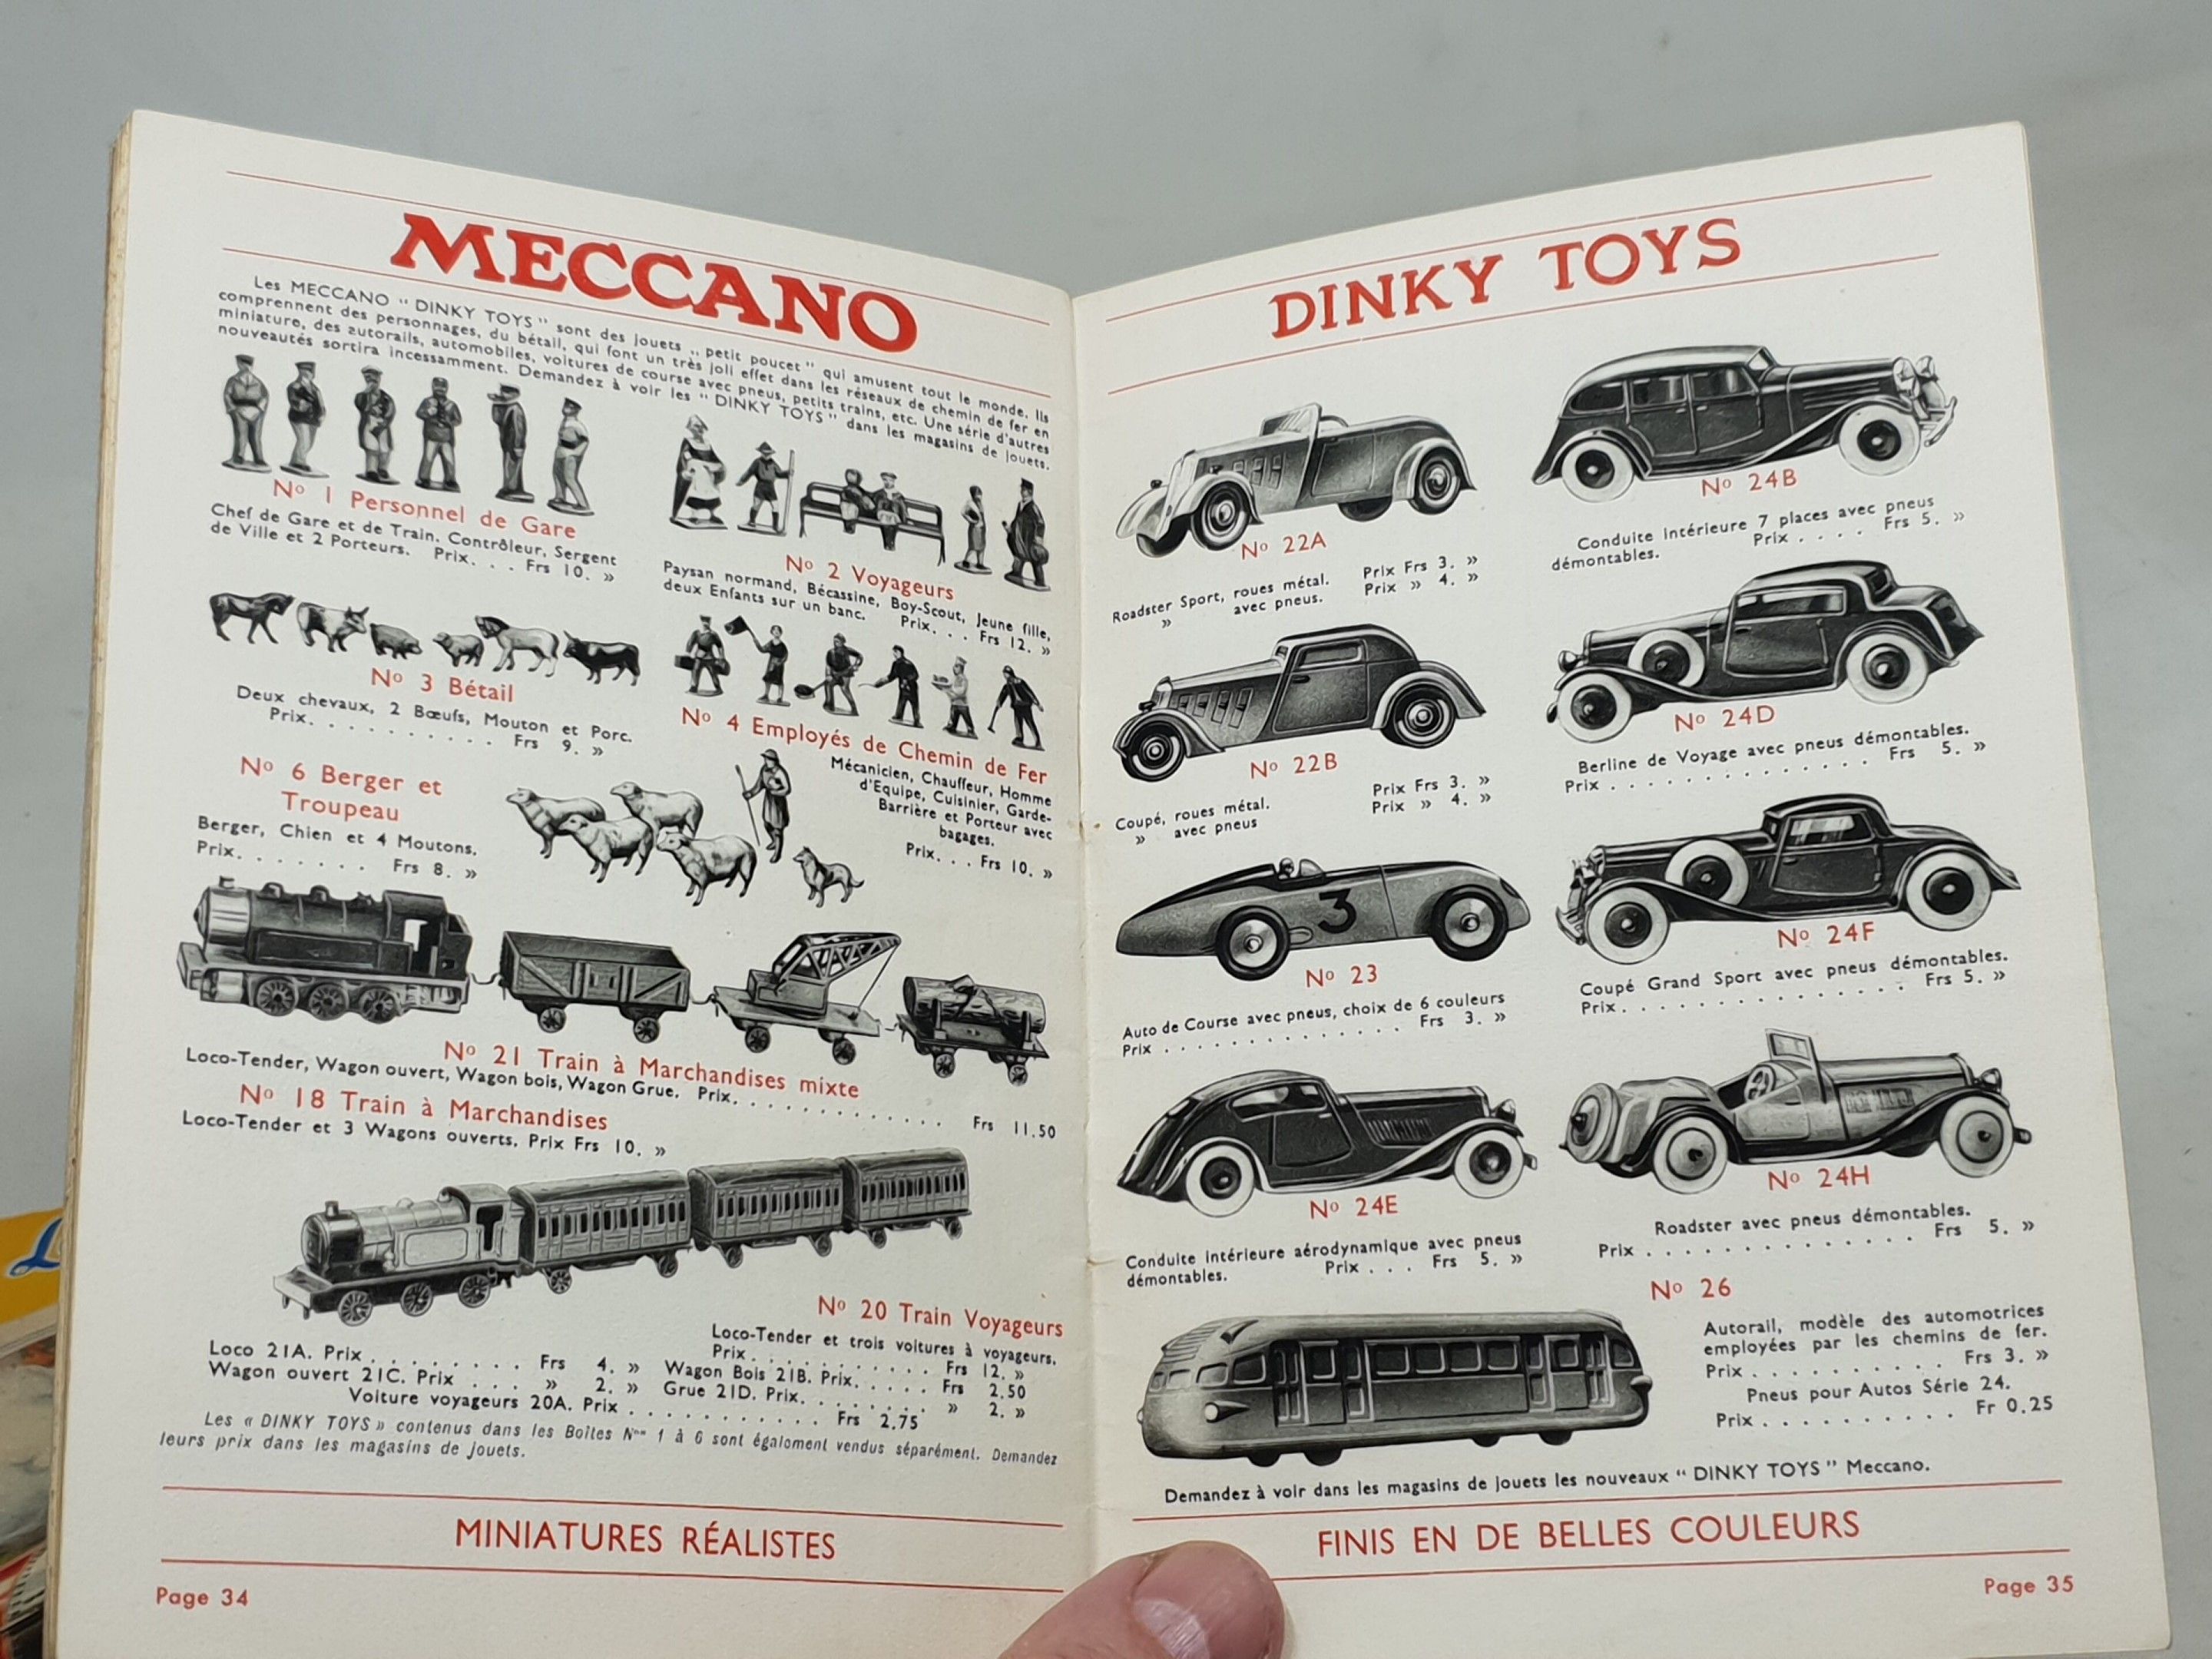 MECCANO
Les MECCANO " DINKY TOYS " sont des jouets ,, petit poucet " qui amusent tout le monde. Ils
comprennent des personnages, du bétail, qui font un très joli effet dans les réseaux de chemin de fer en
miniature, des autorails, automobiles, voitures de course avec pneus, petits trains, etc. Une série d'autres
nouveautés sortira incessamment. Demandez à voir les " DINKY TOYS " dans les magasins de jouets.
No 1 Personnel de Gare
Chef de Gare et de Train. Contrôleur, Sergent
de Ville et 2 Porteurs. Prix. . . Frs 10. »
No 2 Voyageurs
Paysan normand, Bécassine, Boy-Scout, Jeune fille,
deux Enfants sur un banc. Prix. . . Frs 12. »
No 3 Bétail
Deux chevaux, 2 Bœufs, Mouton et Porc.
Prix. . . . . . . . . . Frs 9. »
No 4 Employés de Chemin de Fer
Mécanicien, Chauffeur, Homme
d'Equipe, Cuisinier, Garde-
Barrière et Porteur avec
bagages.
Prix. . . Frs 10. »
No 6 Berger et
Troupeau
Berger, Chien et 4 Moutons.
Prix. . . . . . . Frs 8. »
No 21 Train à Marchandises mixte
Loco-Tender, Wagon ouvert, Wagon bois, Wagon Grue. Prix. . . . . . . . . . . . . Frs 11.50
No 18 Train à Marchandises
Loco-Tender et 3 Wagons ouverts, Prix Frs 10. »
No 20 Train Voyageurs
Loco-Tender et trois voitures à voyageurs.
Prix . . . . . . . . . . . Frs 12. »
Loco 21A. Prix . . . . . . . . . Frs 4. »
Wagon Bois 21B. Prix. . . . . Frs 2.50
Wagon ouvert 21C. Prix . . . » 2. »
Grue 21D. Prix. . . . . . . . » 2. »
Voiture voyageurs 20A. Prix . . . . . . . . . . . Frs 2.75
Les « DINKY TOYS » contenus dans les Boîtes Nos 1 à 6 sont également vendus séparément. Demandez
leurs prix dans les magasins de jouets.
MINIATURES RÉALISTES
Page 34
DINKY TOYS
No 22A
Roadster Sport, roues métal. Prix Frs 3. »
» avec pneus. Prix » 4. »
No 24B
Conduite intérieure 7 places avec pneus
démontables. Prix . . . . Frs 5. »
No 22B
Coupé, roues métal. Prix Frs 3. »
» avec pneus Prix » 4. »
No 24D
Berline de Voyage avec pneus démontables.
Prix . . . . . . . . . . . . . Frs 5. »
No 23
Auto de Course avec pneus, choix de 6 couleurs
Prix . . . . . . . . . . . . . Frs 3. »
3
No 24F
Coupé Grand Sport avec pneus démontables.
Prix. . . . . . . . . . . . . . . Frs 5. »
No 24E
Conduite intérieure aérodynamique avec pneus
démontables. Prix . . . Frs 5. »
No 24H
Roadster avec pneus démontables.
Prix . . . . . . . . . . . . . . Frs 5. »
No 26
Autorail, modèle des automotrices
employées par les chemins de fer.
Prix . . . . . . . . . . Frs 3. »
Pneus pour Autos Série 24.
Prix . . . . . . . . . . Fr 0.25
Demandez à voir dans les magasins de jouets les nouveaux " DINKY TOYS " Meccano.
FINIS EN DE BELLES COULEURS
Page 35